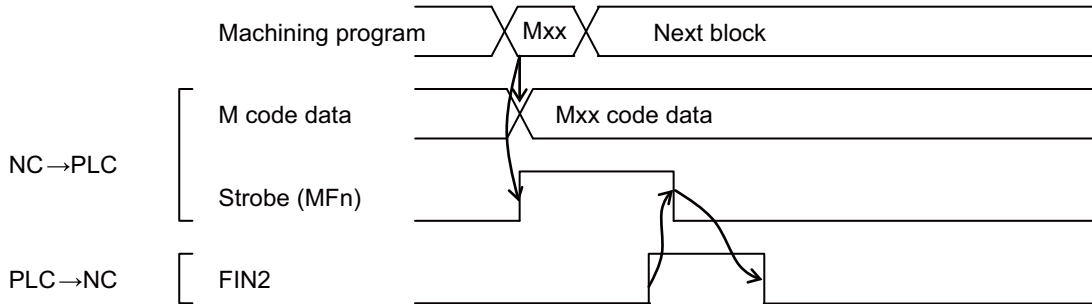 Machining program Mxx Next block
M code data Mxx code data
NC→PLC
Strobe (MFn)
PLC→NC FIN2